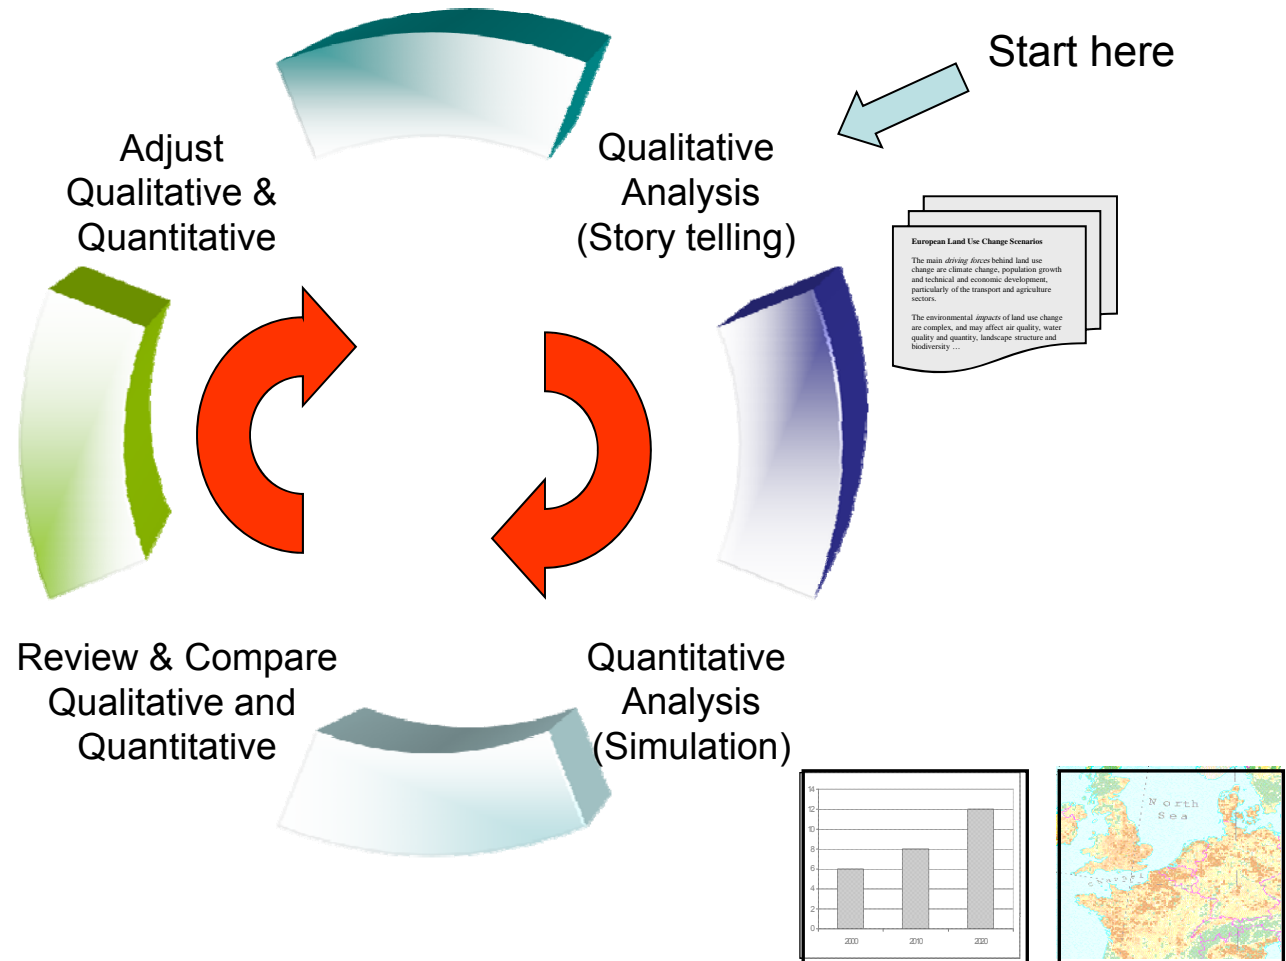 Start here
Qualitative
Analysis
(Story telling)
European Land Use Change Scenarios
The main driving forces behind land use
change are climate change, population growth
and technical and economic development,
particularly of the transport and agriculture
sectors.
The environmental impacts of land use change
are complex, and may affect air quality, water
quality and quantity, landscape structure and
biodiversity …
Adjust
Qualitative &
Quantitative
Review & Compare
Qualitative and
Quantitative
Quantitative
Analysis
(Simulation)
14
12
10
8
6
4
2
0
2000 2010 2020
North
Sea